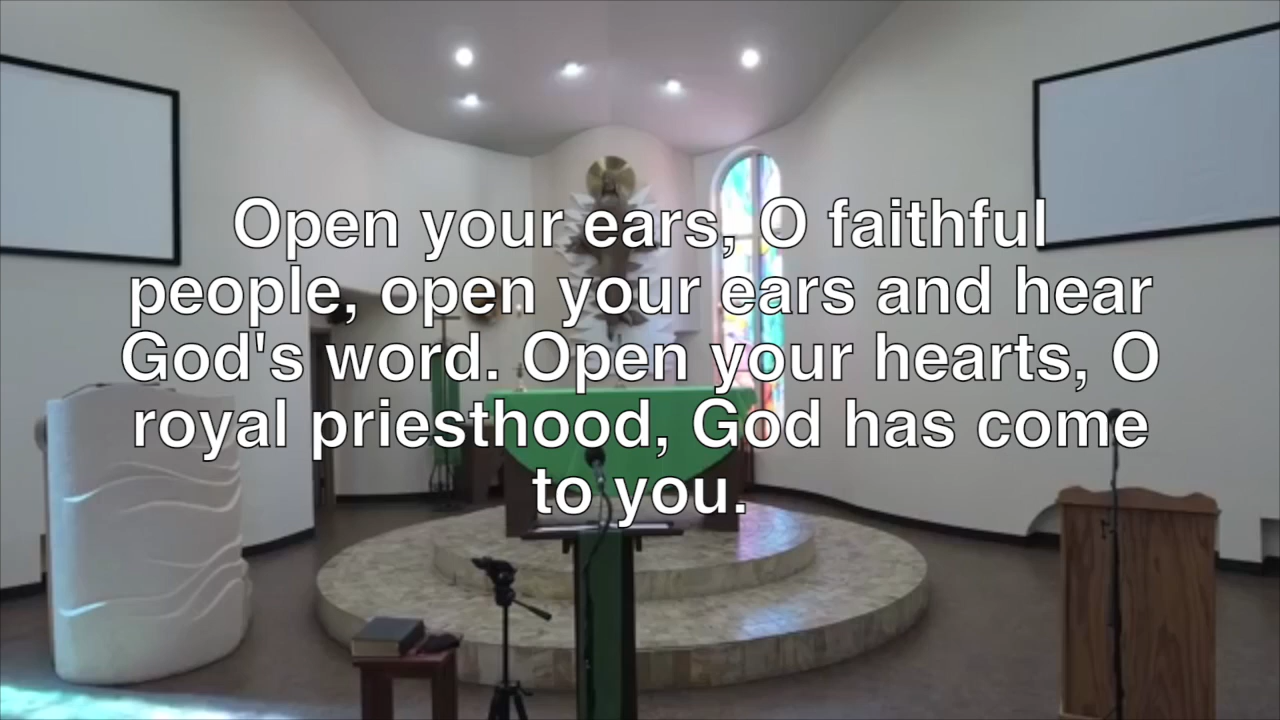 Open your ears, O faithful
people, open your ears and hear
God's word. Open your hearts, O
royal priesthood, God has come
to you.